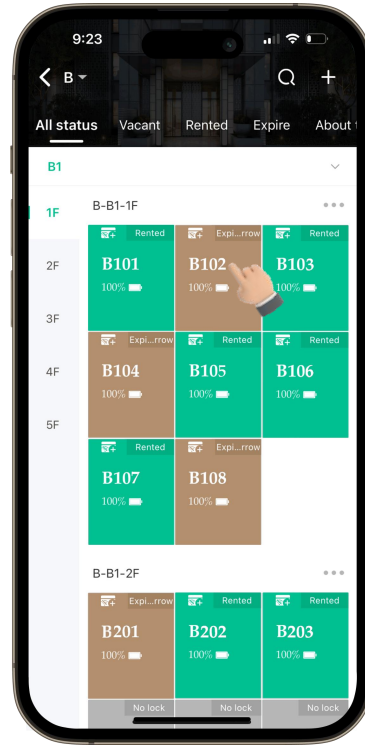 9:23
B
All status Vacant Rented Expire About
B1
B-B1-1F
1F
2F
3F
4F
5F
Rented Expi...rrow Rented
B101 B102 B103
100% 100% 100%
Expi...rrow Rented Rented
B104 B105 B106
100% 100% 100%
Rented Expi...rrow
B107 B108
100% 100%
B-B1-2F
Expi...rrow Rented Rented
B201 B202 B203
100% 100% 100%
No lock No lock No lock